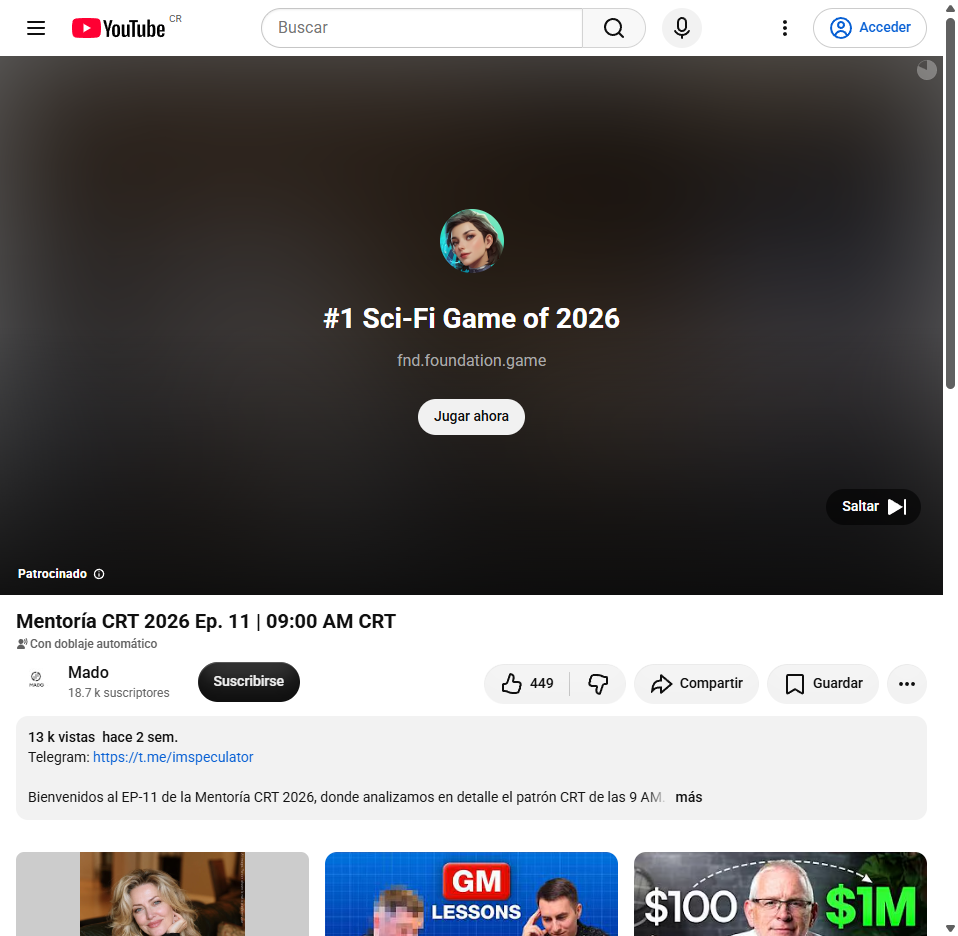 YouTube CR
Buscar
Acceder
#1 Sci-Fi Game of 2026
fnd.foundation.game
Jugar ahora
Saltar
Patrocinado
Mentoría CRT 2026 Ep. 11 | 09:00 AM CRT
Con doblaje automático
MADO
Mado
18.7 k suscriptores
Suscribirse
449
Compartir
Guardar
13 k vistas hace 2 sem.
Telegram: https://t.me/imspeculator
Bienvenidos al EP-11 de la Mentoría CRT 2026, donde analizamos en detalle el patrón CRT de las 9 AM. más
GM
LESSONS
$100
$1M